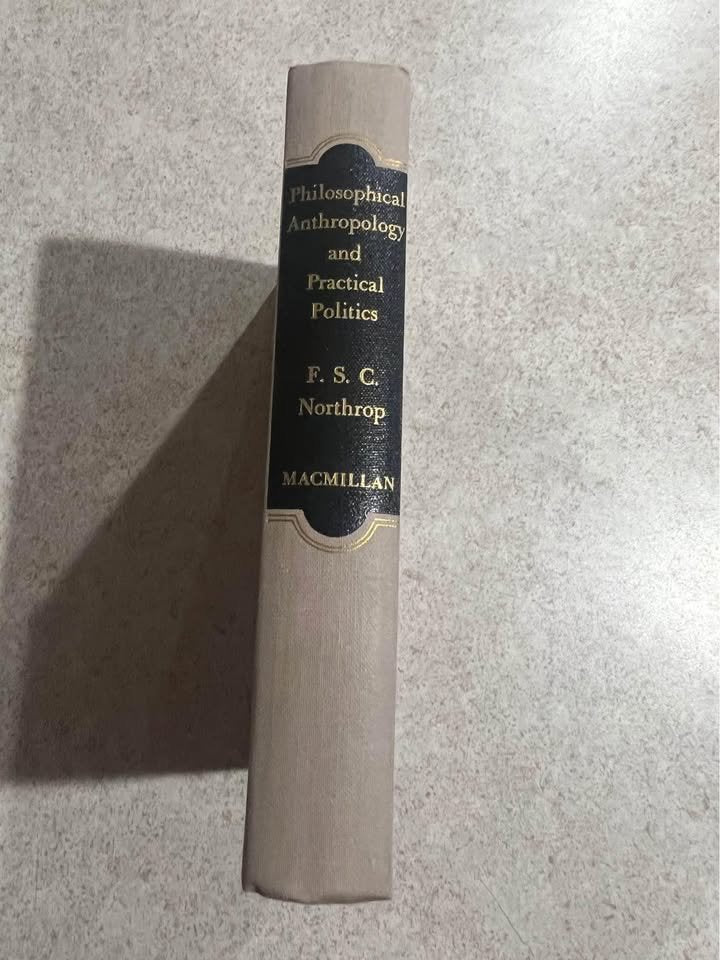 Philosophical
Anthropology
and
Practical
Politics
F. S. C.
Northrop
MACMILLAN